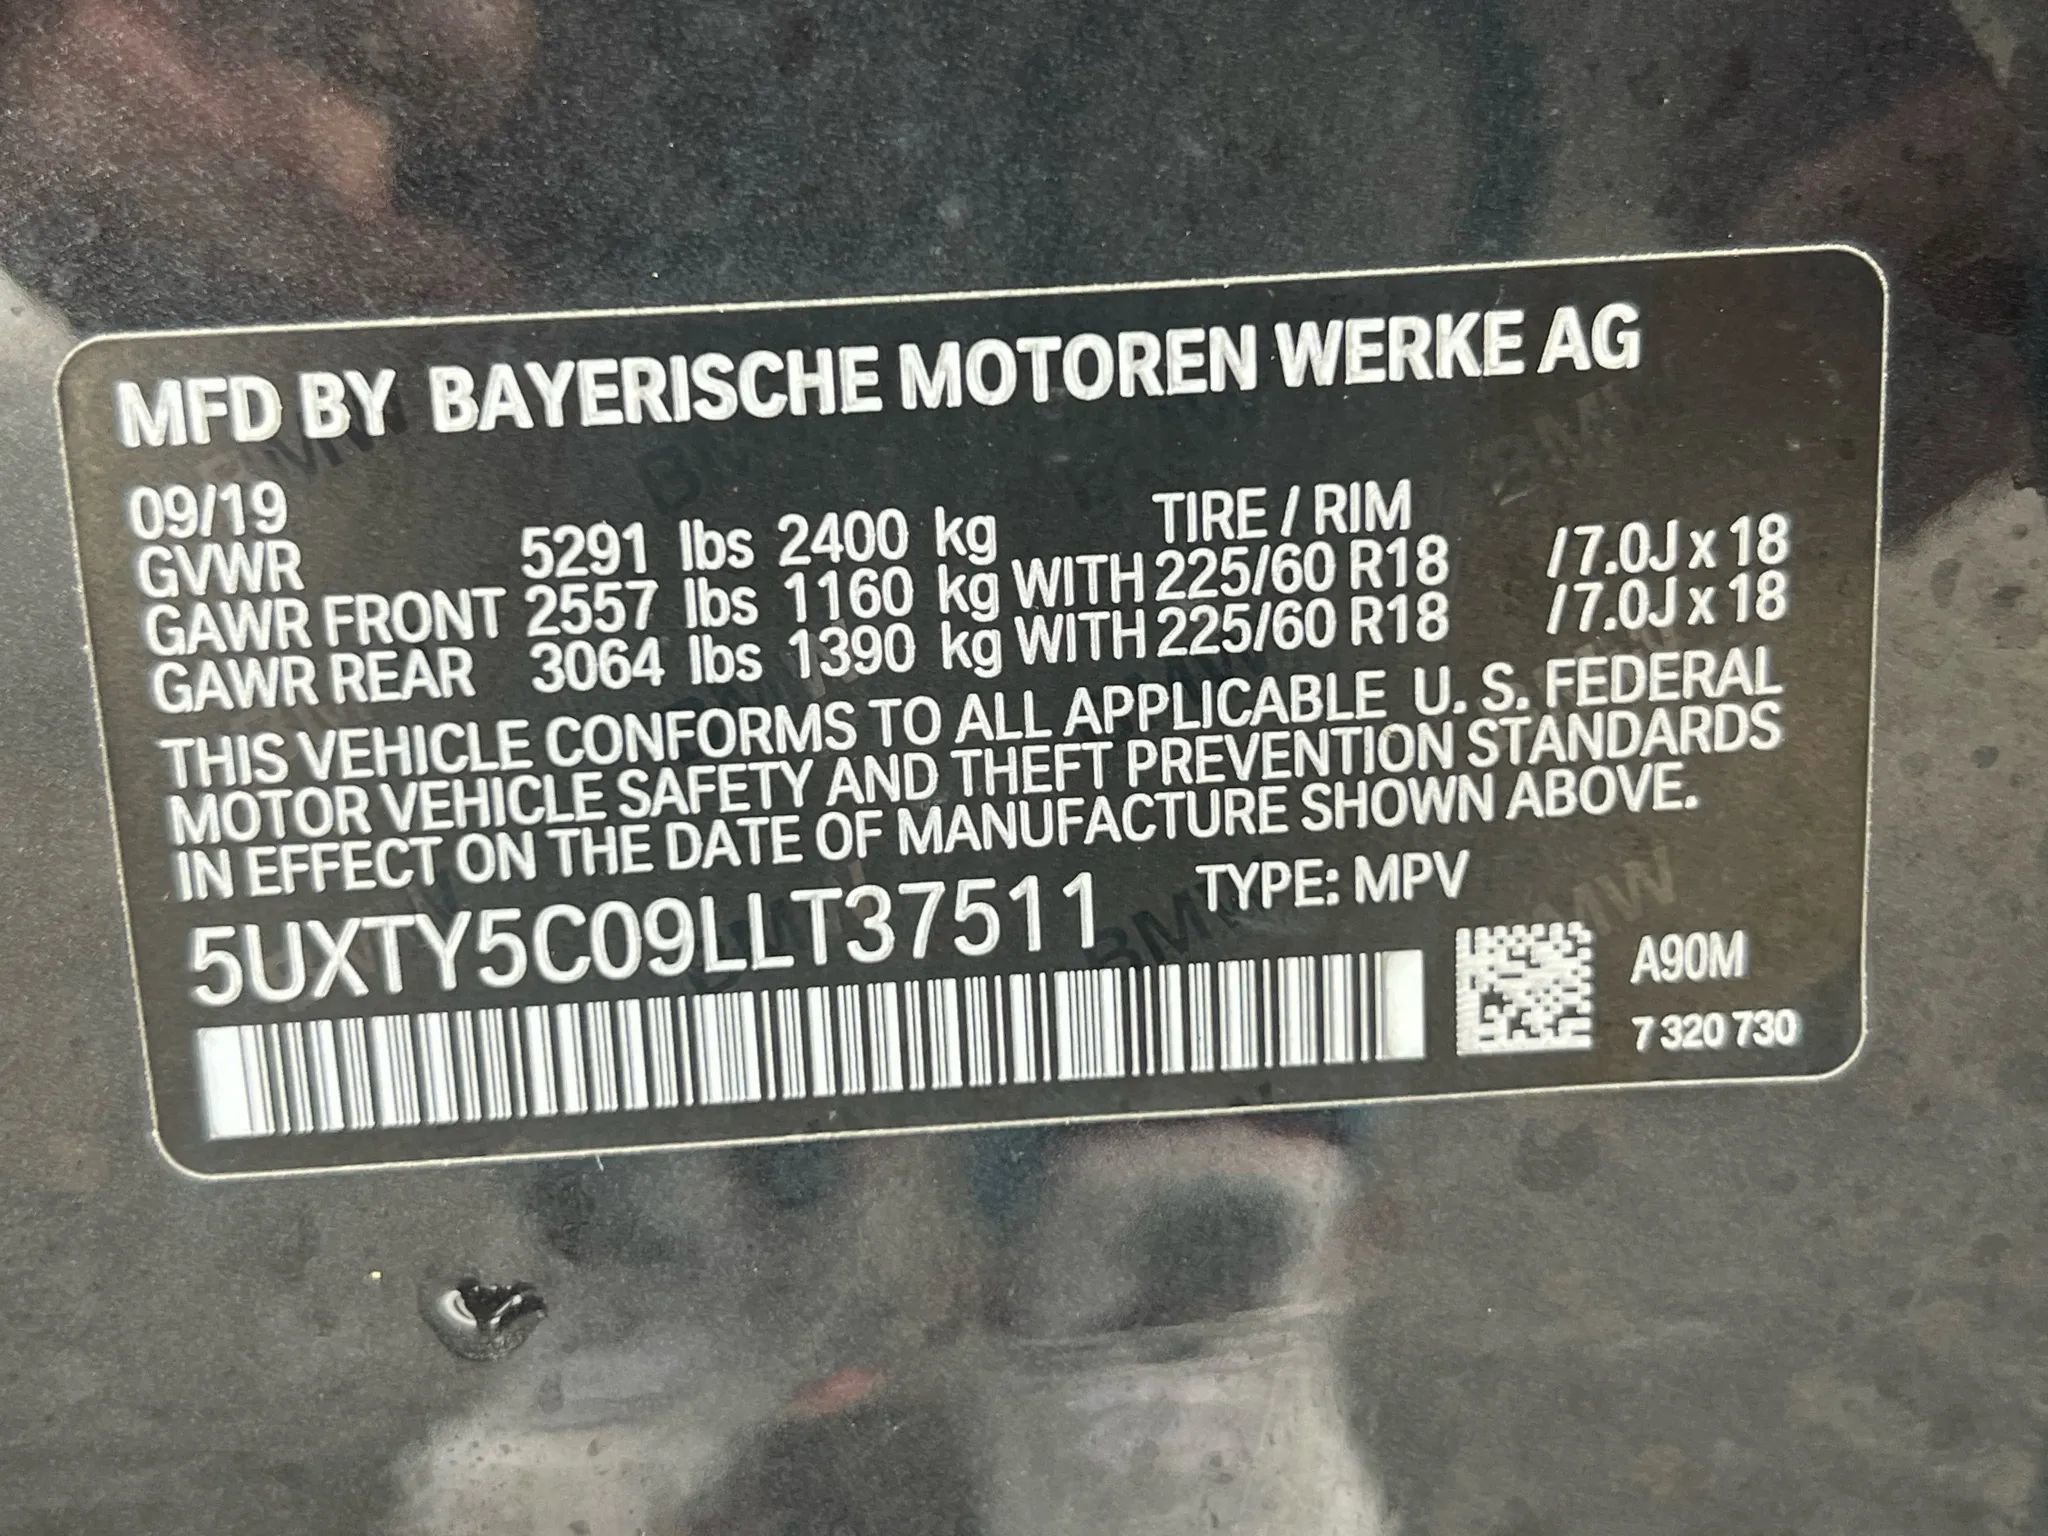 MFD BY BAYERISCHE MOTOREN WERKE AG
09/19 TIRE / RIM
GVWR 5291 lbs 2400 kg
GAWR FRONT 2557 lbs 1160 kg WITH 225/60 R18 / 7.0J x 18
GAWR REAR 3064 lbs 1390 kg WITH 225/60 R18 / 7.0J x 18
THIS VEHICLE CONFORMS TO ALL APPLICABLE U. S. FEDERAL
MOTOR VEHICLE SAFETY AND THEFT PREVENTION STANDARDS
IN EFFECT ON THE DATE OF MANUFACTURE SHOWN ABOVE.
5UXTY5C09LLT37511 TYPE: MPV
A90M
7 320 730